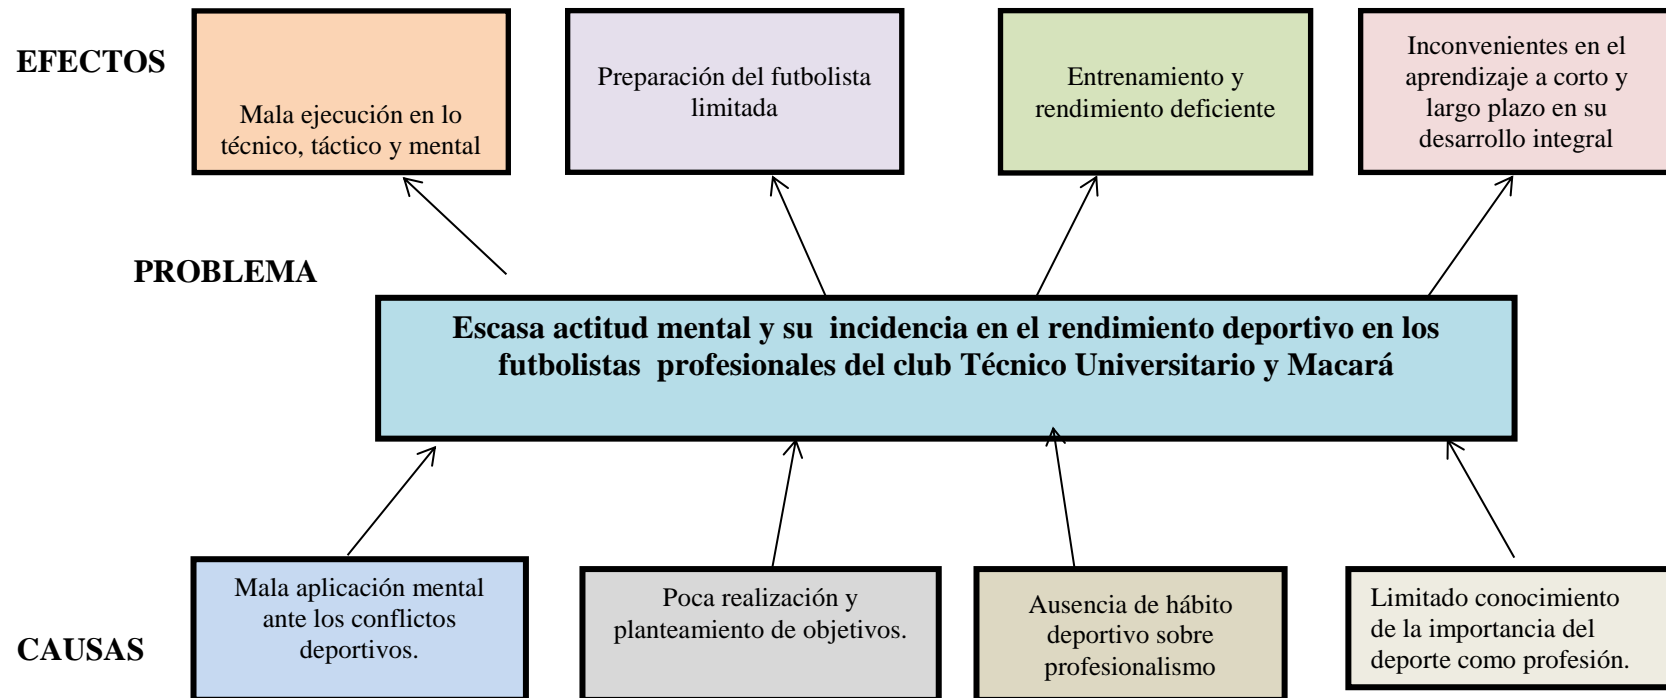 EFECTOS
Mala ejecución en lo
técnico, táctico y mental
Preparación del futbolista
limitada
Entrenamiento y
rendimiento deficiente
Inconvenientes en el
aprendizaje a corto y
largo plazo en su
desarrollo integral
PROBLEMA
Escasa actitud mental y su  incidencia en el rendimiento deportivo en los
futbolistas  profesionales del club Técnico Universitario y Macará
CAUSAS
Mala aplicación mental
ante los conflictos
deportivos.
Poca realización y
planteamiento de objetivos.
Ausencia de hábito
deportivo sobre
profesionalismo
Limitado conocimiento
de la importancia del
deporte como profesión.